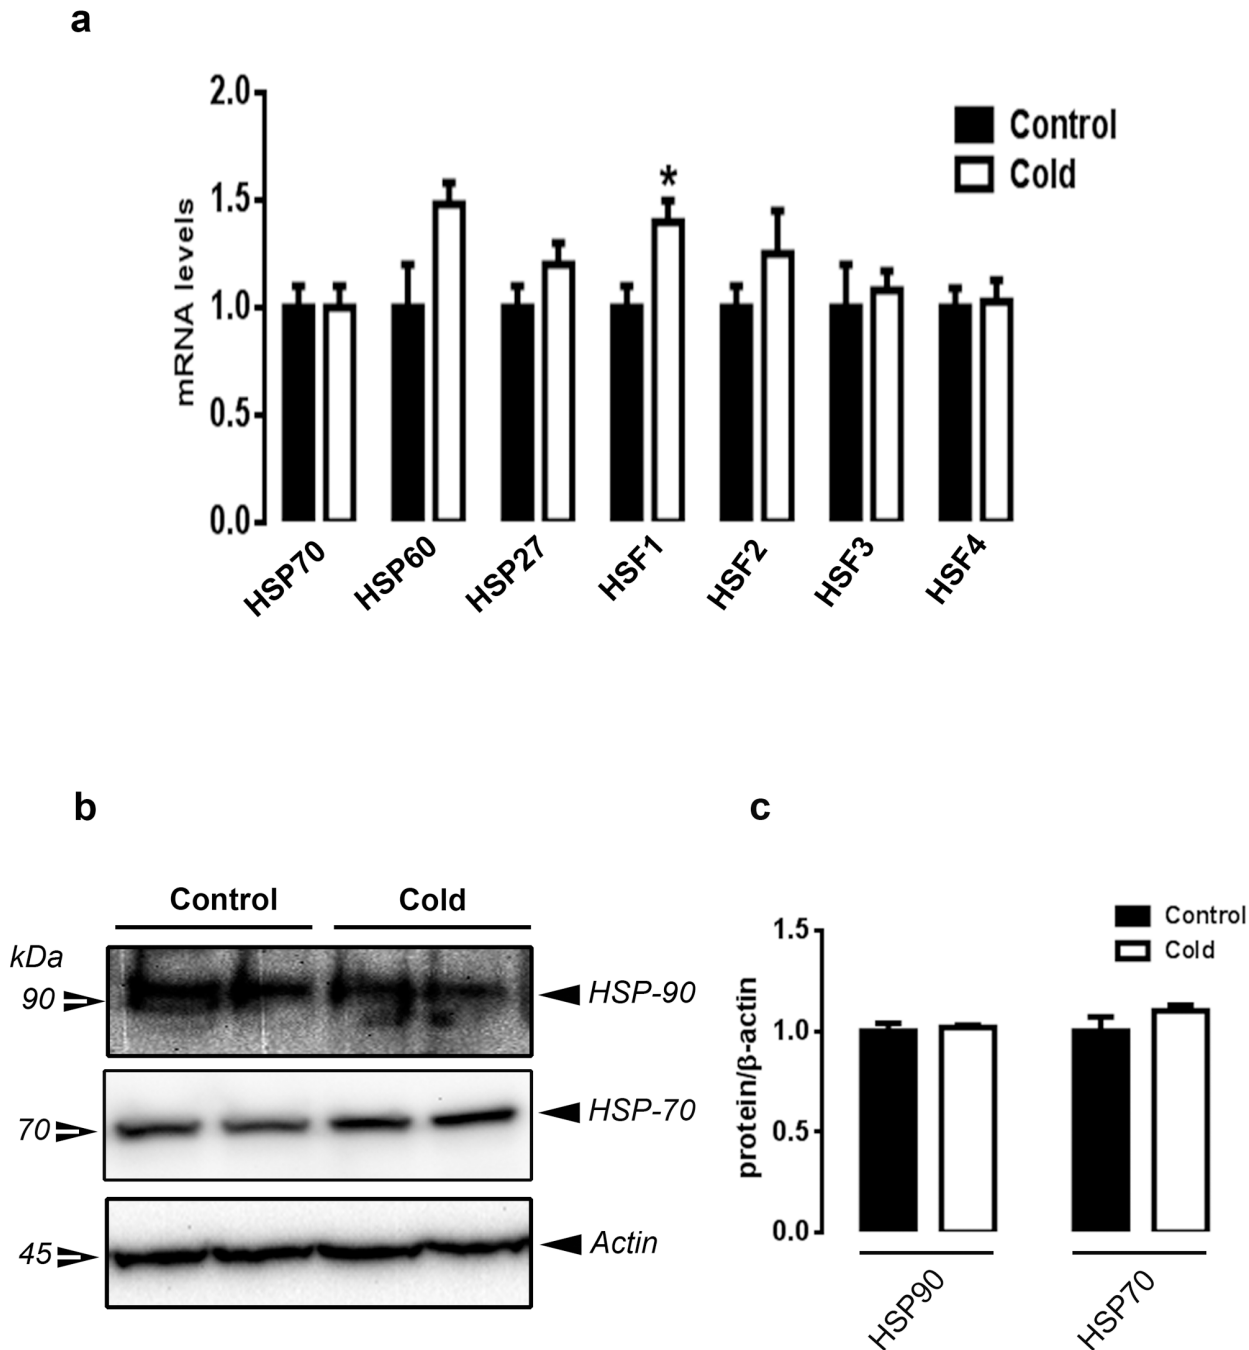 a
2.0
1.5
1.0
0.5
0.0
mRNA levels
Control
Cold
*
HSP70
HSP60
HSP27
HSF1
HSF2
HSF3
HSF4
b
Control
Cold
kDa
90
HSP-90
70
HSP-70
45
Actin
c
Control
Cold
1.5
1.0
0.5
0.0
protein/β-actin
HSP90
HSP70